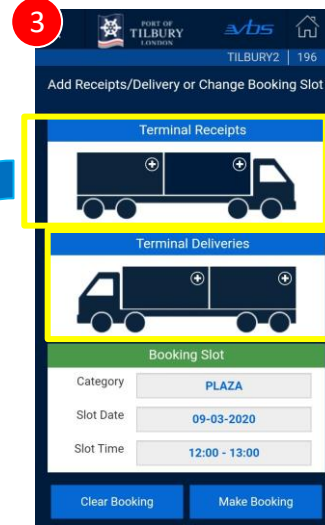 3
PORT OF
TILBURY
LONDON
vbs
TILBURY2 | 196
Add Receipts/Delivery or Change Booking Slot
Terminal Receipts
Terminal Deliveries
Booking Slot
Category PLAZA
Slot Date 09-03-2020
Slot Time 12:00 - 13:00
Clear Booking Make Booking